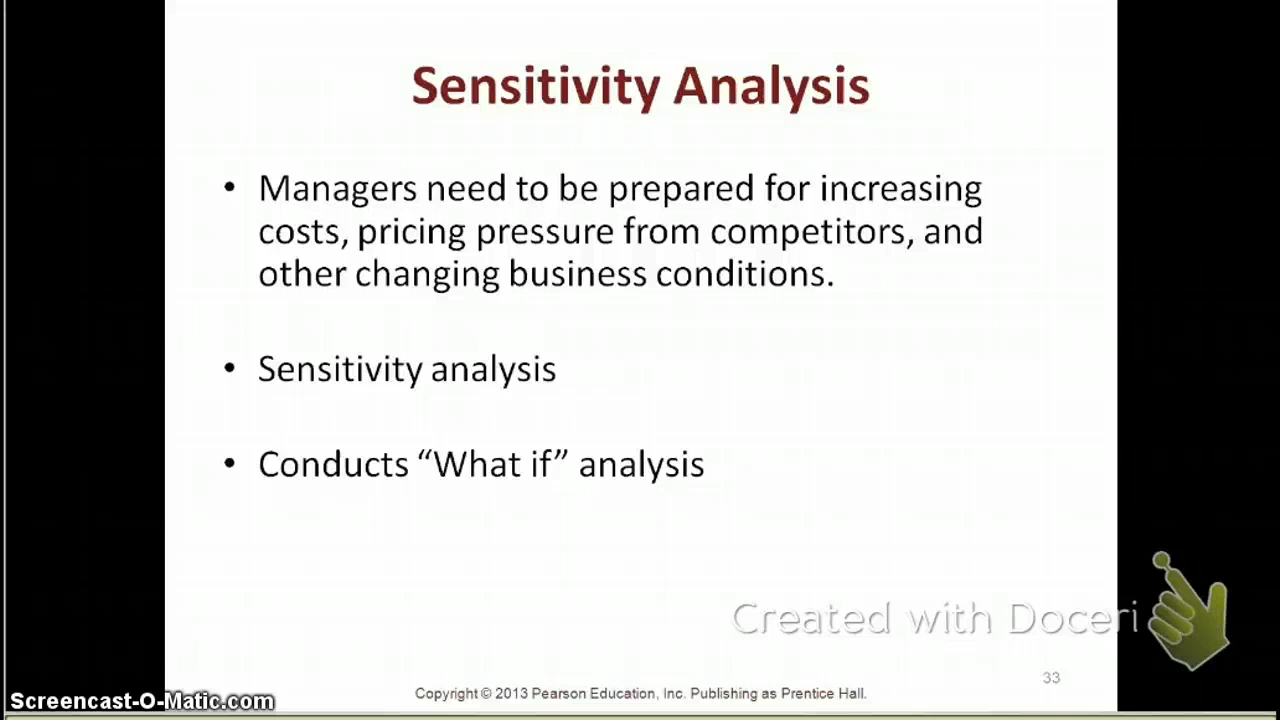 Sensitivity Analysis
• Managers need to be prepared for increasing
costs, pricing pressure from competitors, and
other changing business conditions.
• Sensitivity analysis
• Conducts “What if” analysis
Created with Doceri
33
Copyright © 2013 Pearson Education, Inc. Publishing as Prentice Hall.
Screencast-O-Matic.com